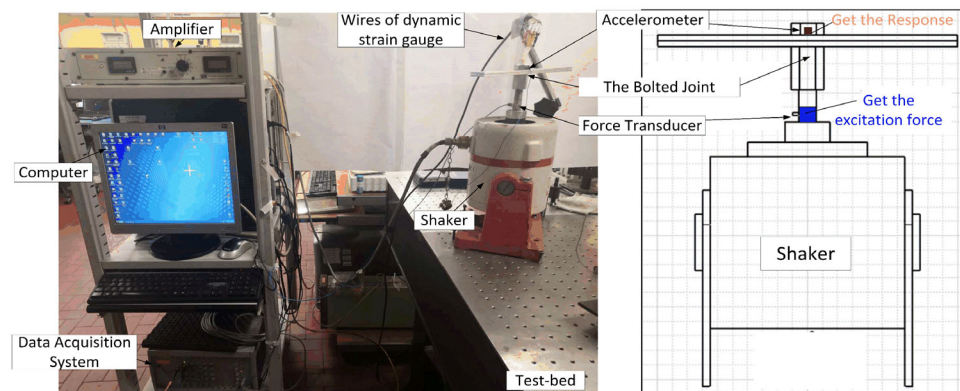 Amplifier
Wires of dynamic
strain gauge
Accelerometer
Get the Response
The Bolted Joint
Force Transducer
Get the
excitation force
Computer
Shaker
Shaker
Data Acquisition
System
Test-bed